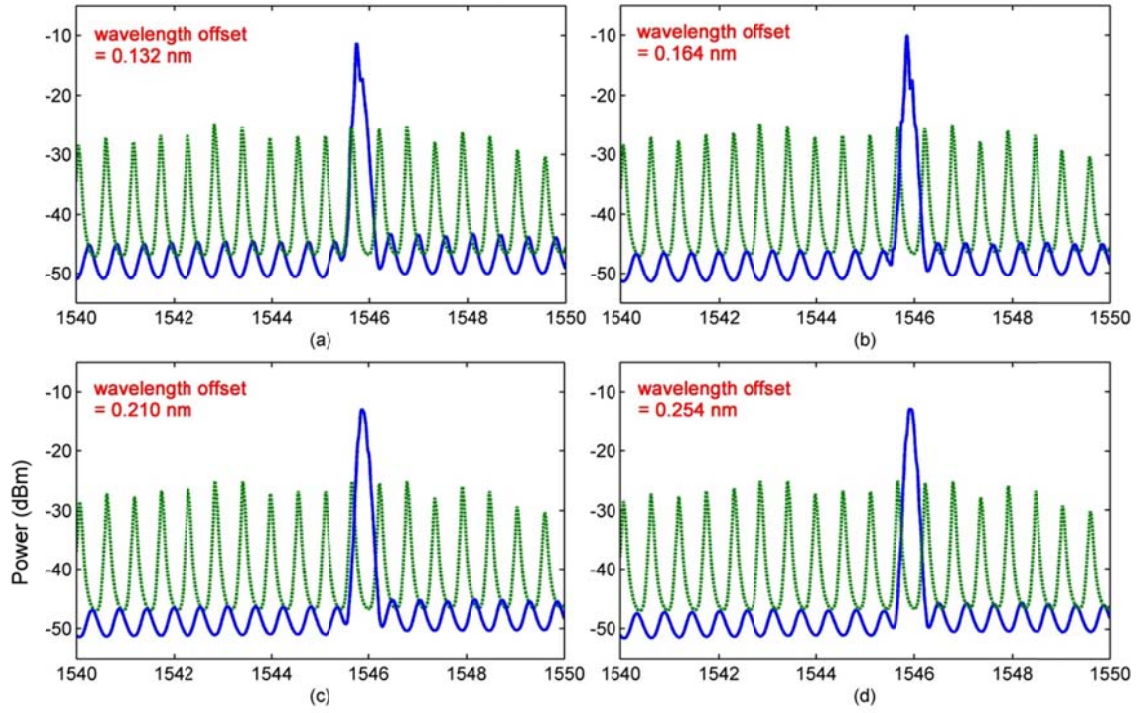 wavelength offset
= 0.132 nm
-10
-20
-30
-40
-50
1540 1542 1544 1546 1548 1550
(a)
wavelength offset
= 0.164 nm
-10
-20
-30
-40
-50
1540 1542 1544 1546 1548 1550
(b)
wavelength offset
= 0.210 nm
-10
-20
-30
-40
-50
Power (dBm)
1540 1542 1544 1546 1548 1550
(c)
wavelength offset
= 0.254 nm
-10
-20
-30
-40
-50
1540 1542 1544 1546 1548 1550
(d)